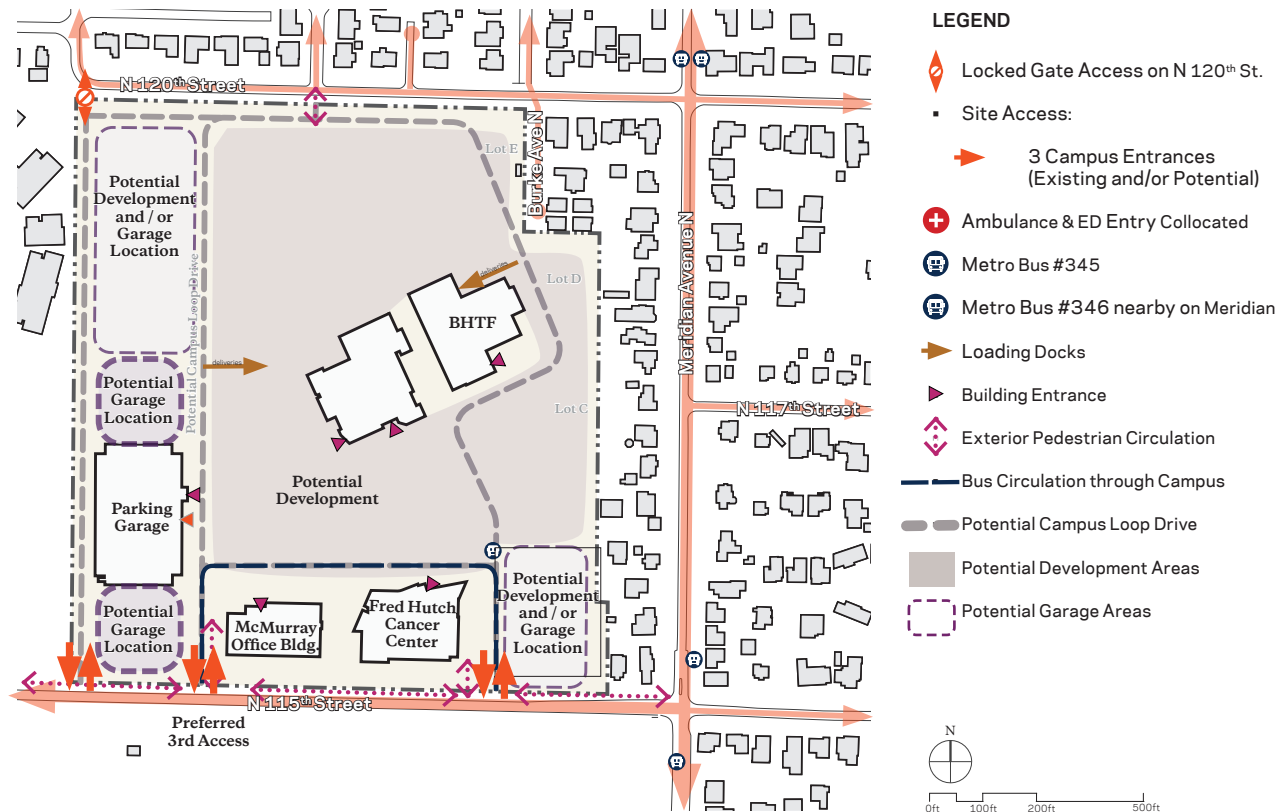 N 120th Street
Burke Ave N
Lot E
Potential
Development
and / or
Garage
Location
Potential Campus Loop Drive
deliveries
Lot D
BHTF
Meridian Avenue N
deliveries
Potential
Garage
Location
Lot C
N 117th Street
Potential
Development
Parking
Garage
Potential
Garage
Location
McMurray
Office Bldg.
Fred Hutch
Cancer
Center
Potential
Development
and / or
Garage
Location
N 115th Street
Preferred
3rd Access
LEGEND
Locked Gate Access on N 120th St.
Site Access:
3 Campus Entrances
(Existing and/or Potential)
Ambulance & ED Entry Collocated
Metro Bus #345
Metro Bus #346 nearby on Meridian
Loading Docks
Building Entrance
Exterior Pedestrian Circulation
Bus Circulation through Campus
Potential Campus Loop Drive
Potential Development Areas
Potential Garage Areas
N
0ft 100ft 200ft 500ft